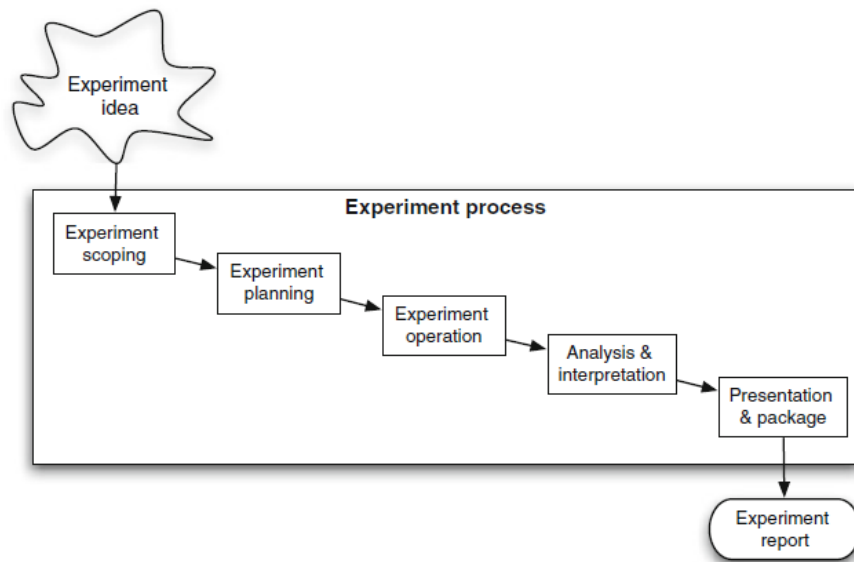 Experiment
idea
Experiment process
Experiment
scoping
Experiment
planning
Experiment
operation
Analysis &
interpretation
Presentation
& package
Experiment
report